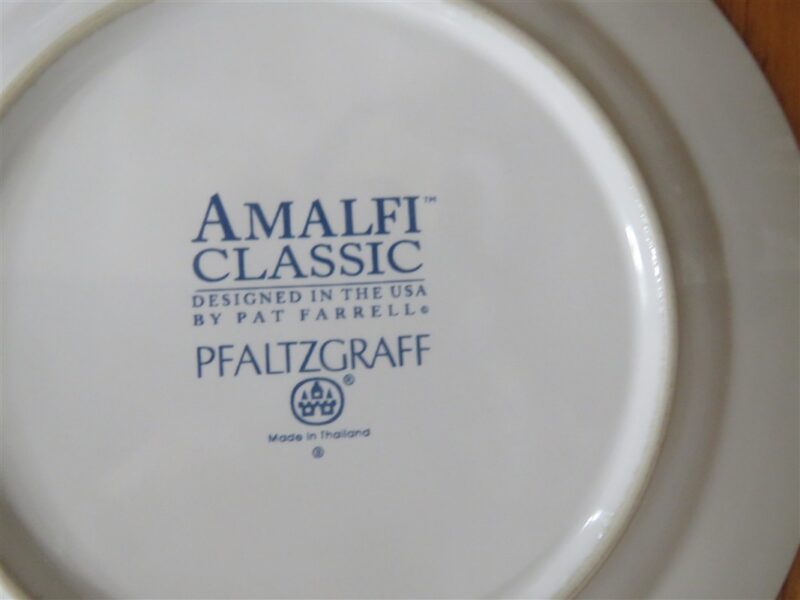 AMALFI™
CLASSIC
DESIGNED IN THE USA
BY PAT FARRELL©
PFALTZGRAFF
®
Made in Thailand